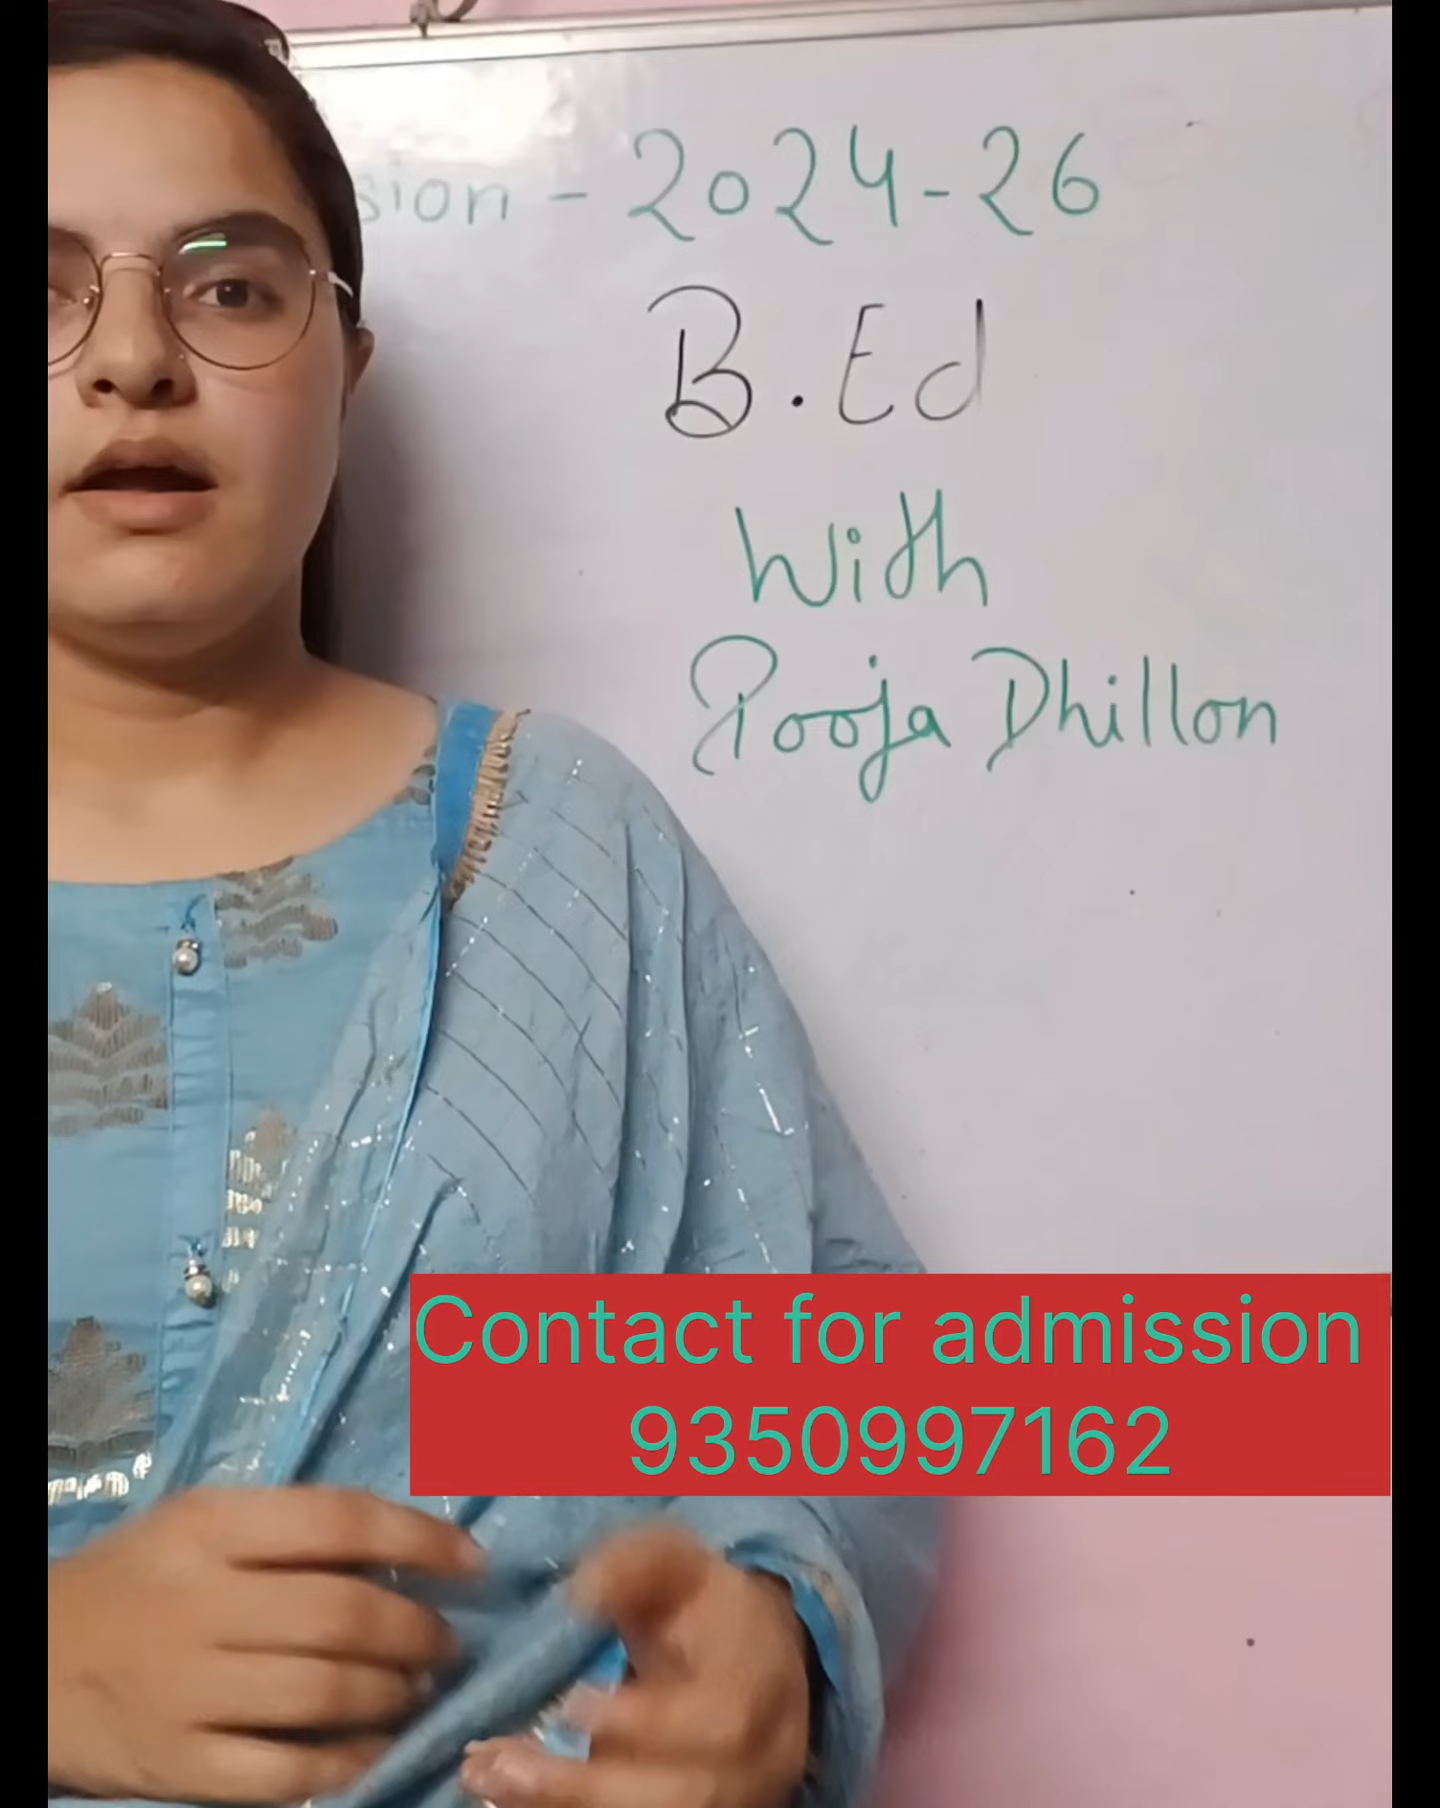 sion - 2024-26
B.Ed
With
Pooja Dhillon
Contact for admission
9350997162